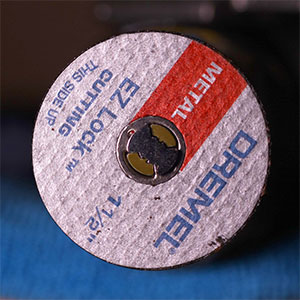 METAL
DREMEL
EZ LOCK™
CUTTING
THIS SIDE UP
1 1/2"